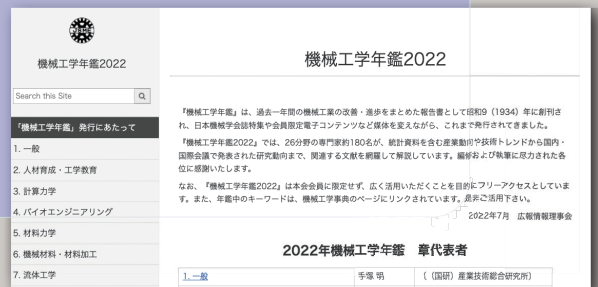 JSME
機械工学年鑑2022
Search this Site
「機械工学年鑑」発行にあたって
1. 一般
2. 人材育成・工学教育
3. 計算力学
4. バイオエンジニアリング
5. 材料力学
6. 機械材料・材料加工
7. 流体工学
機械工学年鑑2022
『機械工学年鑑』は、過去一年間の機械工業の改善・進歩をまとめた報告書として昭和9（1934）年に創刊さ
れ、日本機械学会誌特集や会員限定電子コンテンツなど媒体を変えながら、これまで発行されてきました。
『機械工学年鑑2022』では、26分野の専門家約180名が、統計資料を含む産業動向や技術トレンドから国内・
国際会議で発表された研究動向まで、関連する文献を網羅して解説しています。編修および執筆に尽力された各
位に感謝いたします。
なお、『機械工学年鑑2022』は本会会員に限定せず、広く活用いただくことを目的にフリーアクセスとしていま
す。また、年鑑中のキーワードは、機械工学事典のページにリンクされています。是非ご活用下さい。
2022年7月 広報情報理事会
2022年機械工学年鑑 章代表者
1. 一般 手塚 明 〔（国研）産業技術総合研究所〕